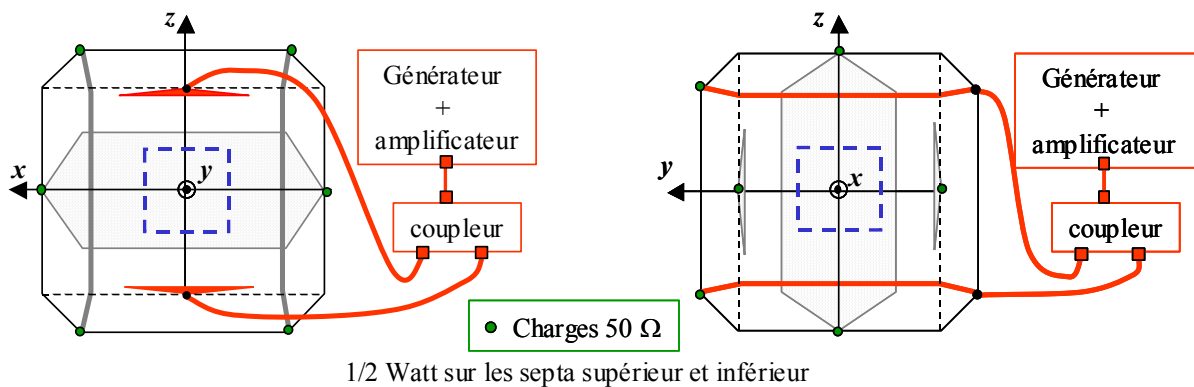 z
Générateur
+
amplificateur
x
y
coupleur
z
Générateur
+
amplificateur
y
x
coupleur
Charges 50 Ω
1/2 Watt sur les septa supérieur et inférieur